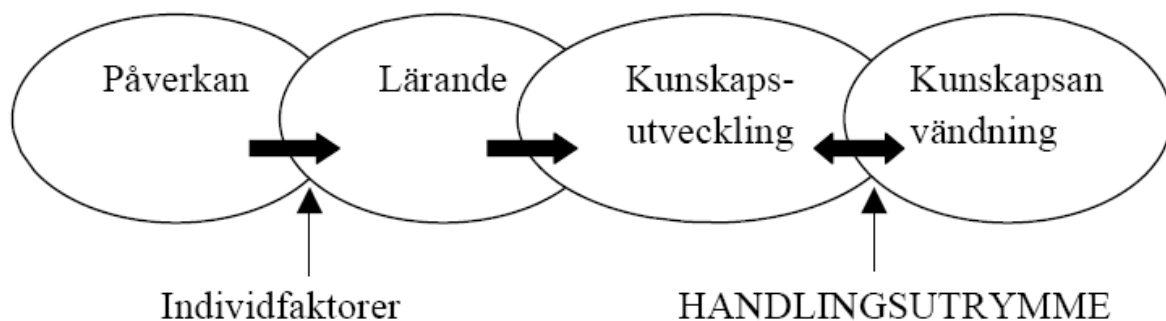 Påverkan
Lärande
Kunskaps-
utveckling
Kunskapsan
vändning
Individfaktorer
HANDLINGSUTRYMME